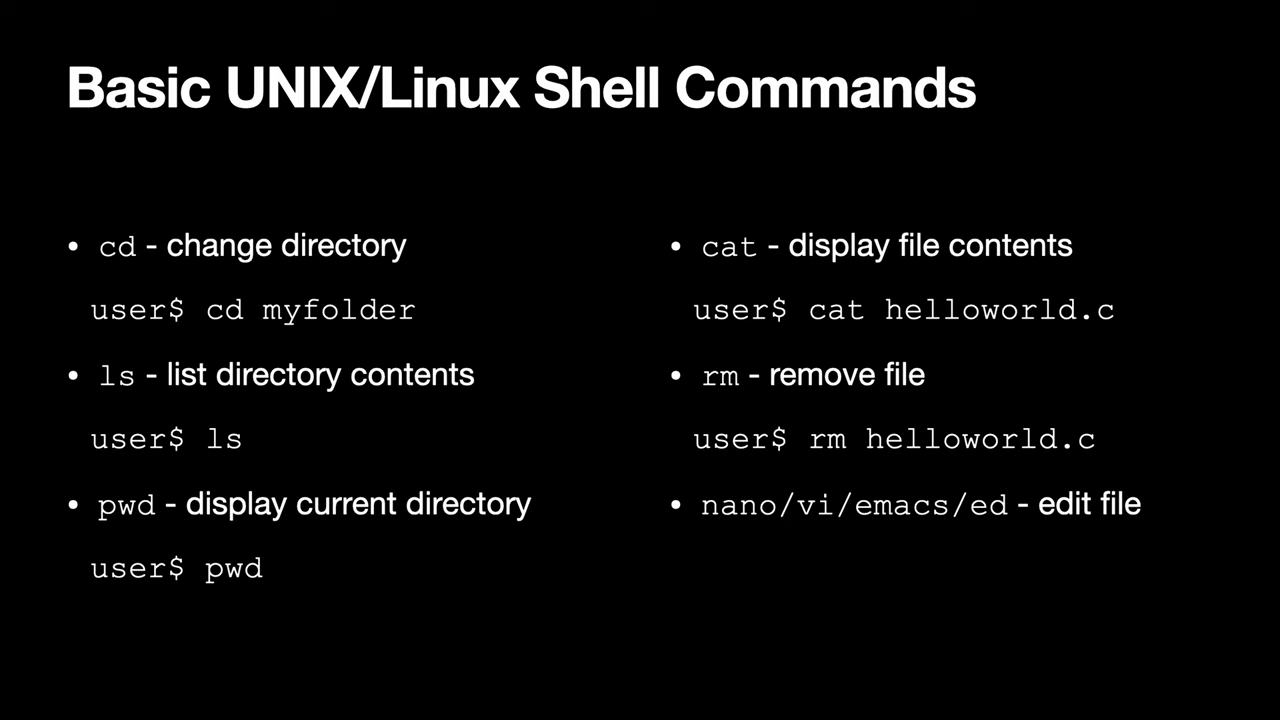 Basic UNIX/Linux Shell Commands
• cd - change directory
user$ cd myfolder
• ls - list directory contents
user$ ls
• pwd - display current directory
user$ pwd
• cat - display file contents
user$ cat helloworld.c
• rm - remove file
user$ rm helloworld.c
• nano/vi/emacs/ed - edit file